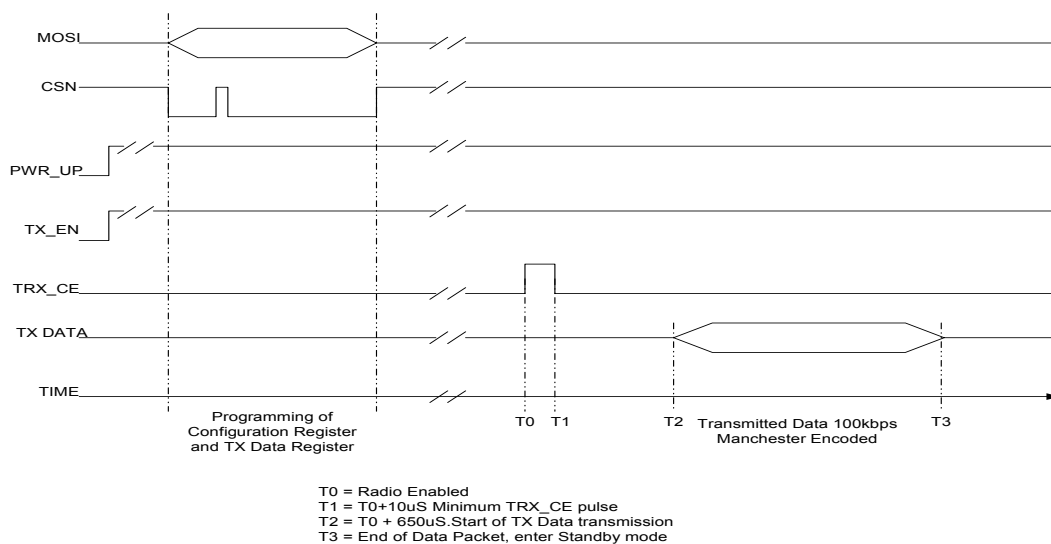 MOSI
CSN
PWR_UP
TX_EN
TRX_CE
TX DATA
TIME
Programming of
Configuration Register
and TX Data Register
T0
T1
T2
Transmitted Data 100kbps
Manchester Encoded
T3
T0 = Radio Enabled
T1 = T0+10uS Minimum TRX_CE pulse
T2 = T0 + 650uS.Start of TX Data transmission
T3 = End of Data Packet, enter Standby mode